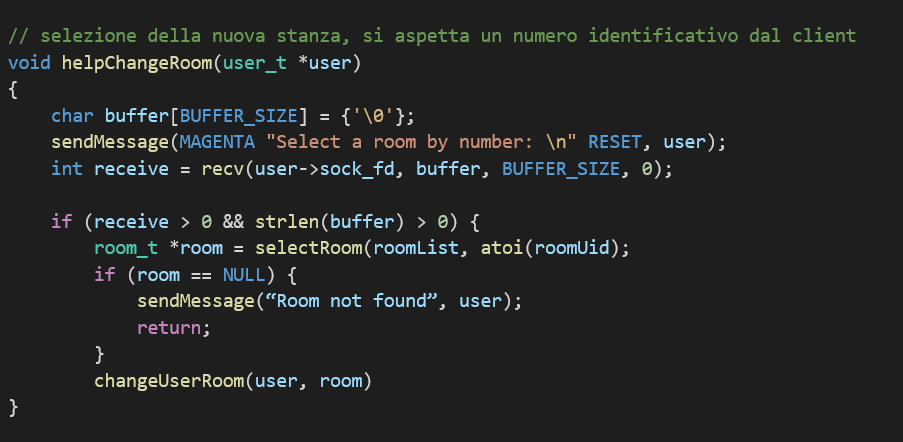 // selezione della nuova stanza, si aspetta un numero identificativo dal client
void helpChangeRoom(user_t *user)
{
    char buffer[BUFFER_SIZE] = {'\0'};
    sendMessage(MAGENTA "Select a room by number: \n" RESET, user);
    int receive = recv(user->sock_fd, buffer, BUFFER_SIZE, 0);

    if (receive > 0 && strlen(buffer) > 0) {
        room_t *room = selectRoom(roomList, atoi(roomUid);
        if (room == NULL) {
            sendMessage(“Room not found”, user);
            return;
        }
        changeUserRoom(user, room)
}